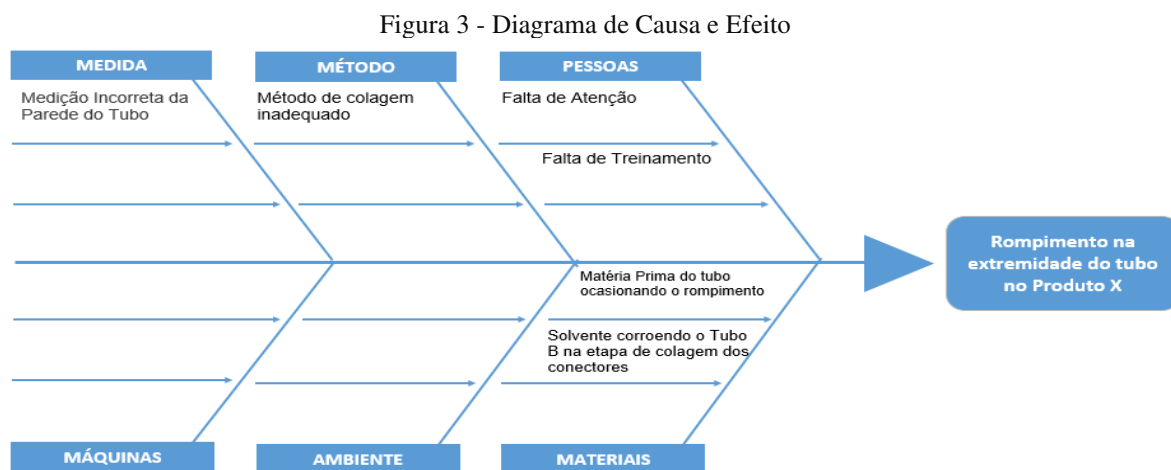 Figura 3 - Diagrama de Causa e Efeito
MEDIDA
MÉTODO
PESSOAS
Medição Incorreta da
Parede do Tubo
Método de colagem
inadequado
Falta de Atenção
Falta de Treinamento
Rompimento na
extremidade do tubo
no Produto X
Matéria Prima do tubo
ocasionando o rompimento
Solvente corroendo o Tubo
B na etapa de colagem dos
conectores
MÁQUINAS
AMBIENTE
MATERIAIS